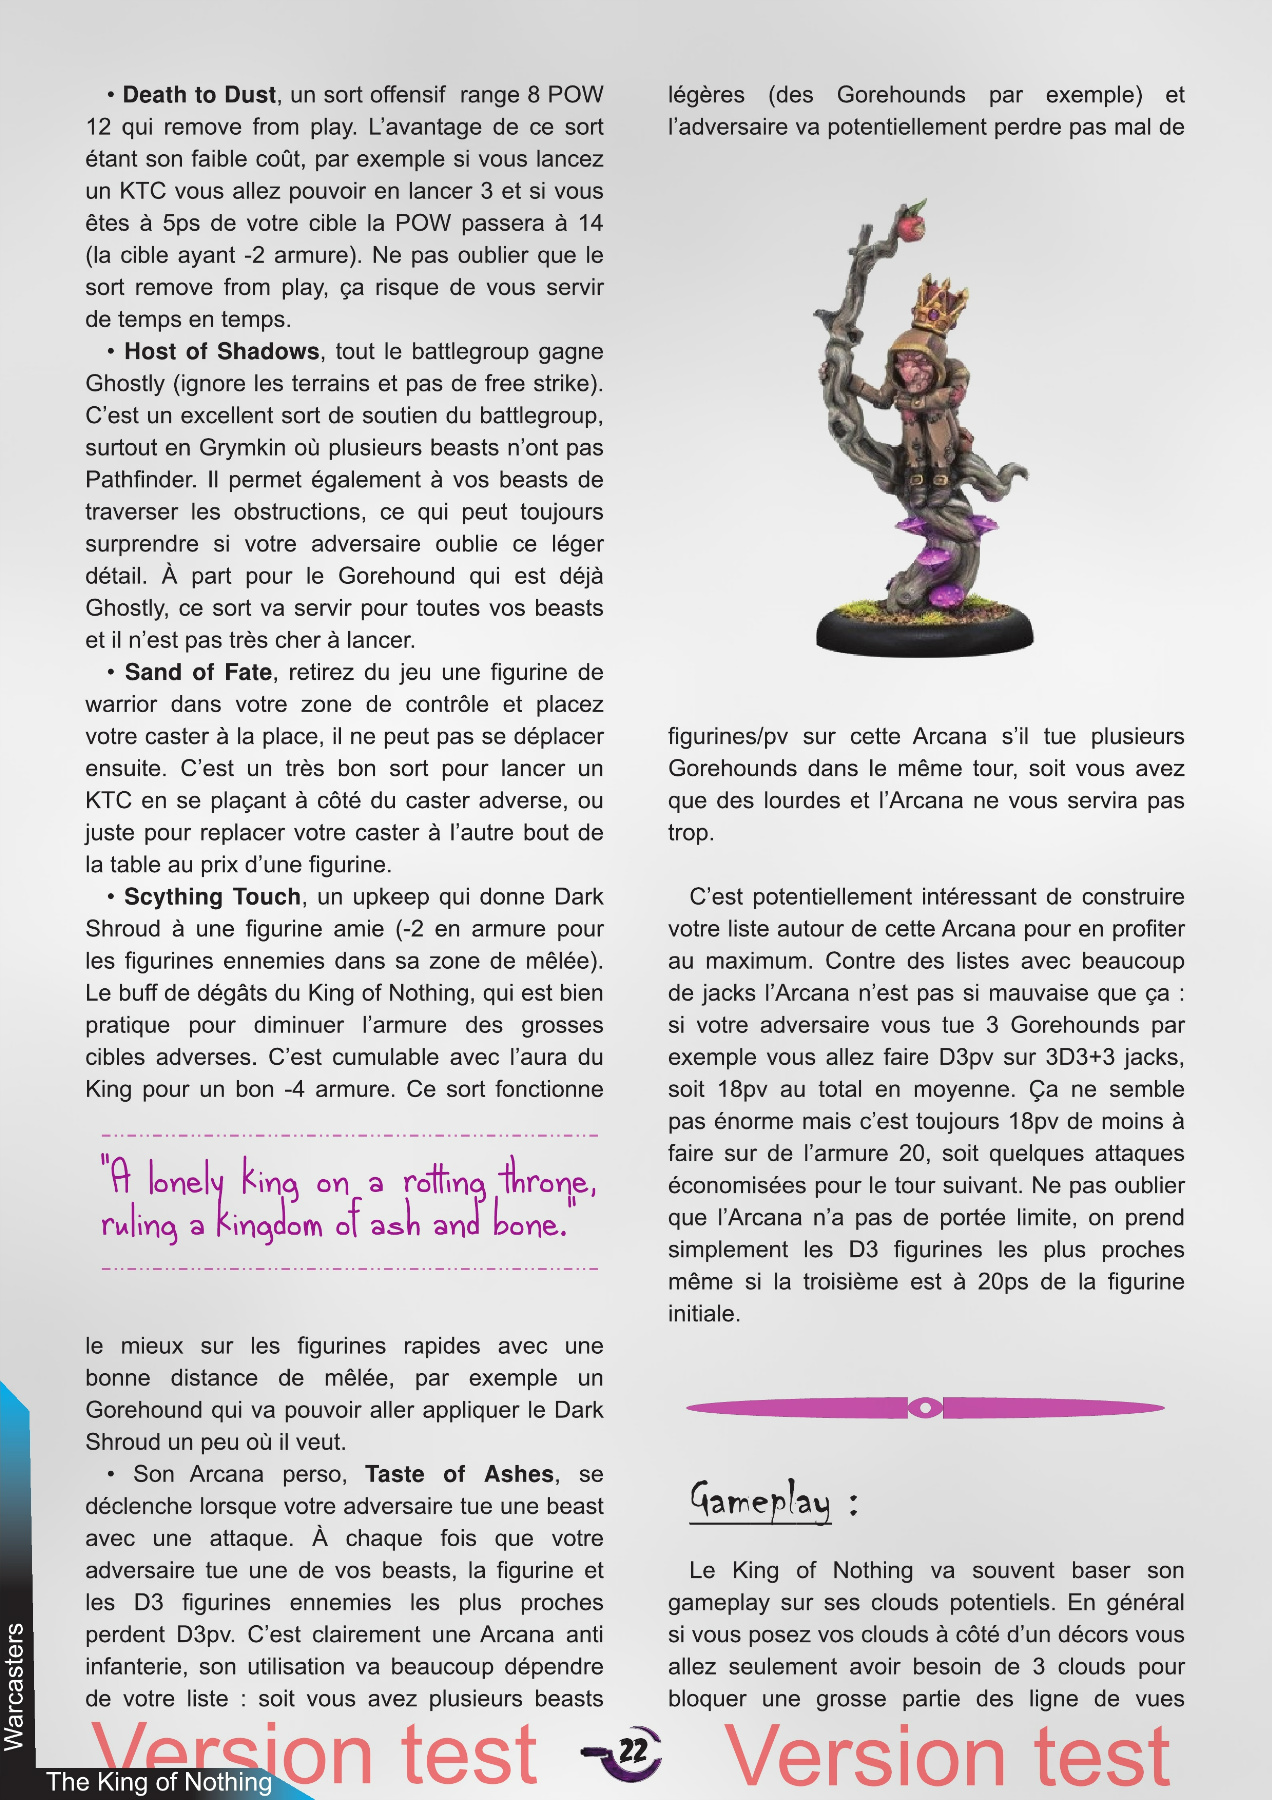 • Death to Dust, un sort offensif range 8 POW
12 qui remove from play. L’avantage de ce sort
étant son faible coût, par exemple si vous lancez
un KTC vous allez pouvoir en lancer 3 et si vous
êtes à 5ps de votre cible la POW passera à 14
(la cible ayant -2 armure). Ne pas oublier que le
sort remove from play, ça risque de vous servir
de temps en temps.
• Host of Shadows, tout le battlegroup gagne
Ghostly (ignore les terrains et pas de free strike).
C’est un excellent sort de soutien du battlegroup,
surtout en Grymkin où plusieurs beasts n’ont pas
Pathfinder. Il permet également à vos beasts de
traverser les obstructions, ce qui peut toujours
surprendre si votre adversaire oublie ce léger
détail. À part pour le Gorehound qui est déjà
Ghostly, ce sort va servir pour toutes vos beasts
et il n’est pas très cher à lancer.
• Sand of Fate, retirez du jeu une figurine de
warrior dans votre zone de contrôle et placez
votre caster à la place, il ne peut pas se déplacer
ensuite. C’est un très bon sort pour lancer un
KTC en se plaçant à côté du caster adverse, ou
juste pour replacer votre caster à l’autre bout de
la table au prix d’une figurine.
• Scything Touch, un upkeep qui donne Dark
Shroud à une figurine amie (-2 en armure pour
les figurines ennemies dans sa zone de mêlée).
Le buff de dégâts du King of Nothing, qui est bien
pratique pour diminuer l’armure des grosses
cibles adverses. C’est cumulable avec l’aura du
King pour un bon -4 armure. Ce sort fonctionne
"A lonely king on a rotting throne,
ruling a kingdom of ash and bone."
le mieux sur les figurines rapides avec une
bonne distance de mêlée, par exemple un
Gorehound qui va pouvoir aller appliquer le Dark
Shroud un peu où il veut.
• Son Arcana perso, Taste of Ashes, se
déclenche lorsque votre adversaire tue une beast
avec une attaque. À chaque fois que votre
adversaire tue une de vos beasts, la figurine et
les D3 figurines ennemies les plus proches
perdent D3pv. C’est clairement une Arcana anti
infanterie, son utilisation va beaucoup dépendre
de votre liste : soit vous avez plusieurs beasts
légères (des Gorehounds par exemple) et
l’adversaire va potentiellement perdre pas mal de
figurines/pv sur cette Arcana s’il tue plusieurs
Gorehounds dans le même tour, soit vous avez
que des lourdes et l’Arcana ne vous servira pas
trop.
C’est potentiellement intéressant de construire
votre liste autour de cette Arcana pour en profiter
au maximum. Contre des listes avec beaucoup
de jacks l’Arcana n’est pas si mauvaise que ça :
si votre adversaire vous tue 3 Gorehounds par
exemple vous allez faire D3pv sur 3D3+3 jacks,
soit 18pv au total en moyenne. Ça ne semble
pas énorme mais c’est toujours 18pv de moins à
faire sur de l’armure 20, soit quelques attaques
économisées pour le tour suivant. Ne pas oublier
que l’Arcana n’a pas de portée limite, on prend
simplement les D3 figurines les plus proches
même si la troisième est à 20ps de la figurine
initiale.
Gameplay :
Le King of Nothing va souvent baser son
gameplay sur ses clouds potentiels. En général
si vous posez vos clouds à côté d’un décors vous
allez seulement avoir besoin de 3 clouds pour
bloquer une grosse partie des ligne de vues
Warcasters
The King of Nothing
Version test
22
Version test